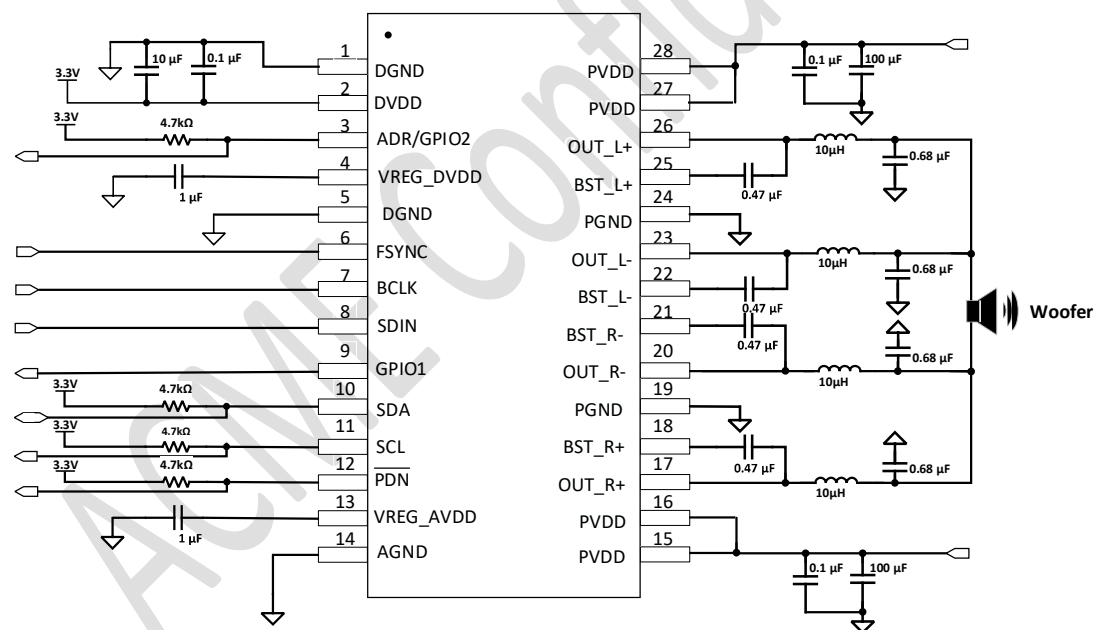 ACME Confid
3.3V
10 µF
0.1 µF
3.3V
4.7kΩ
1 µF
3.3V
4.7kΩ
3.3V
4.7kΩ
3.3V
4.7kΩ
1 µF
1
DGND
2
DVDD
3
ADR/GPIO2
4
VREG_DVDD
5
DGND
6
FSYNC
7
BCLK
8
SDIN
9
GPIO1
10
SDA
11
SCL
12
PDN
13
VREG_AVDD
14
AGND
28
PVDD
27
PVDD
26
OUT_L+
25
BST_L+
24
PGND
23
OUT_L-
22
BST_L-
21
BST_R-
20
OUT_R-
19
PGND
18
BST_R+
17
OUT_R+
16
PVDD
15
PVDD
0.1 µF
100 µF
10µH
0.68 µF
0.47 µF
10µH
0.68 µF
0.47 µF
0.47 µF
0.68 µF
10µH
0.47 µF
0.68 µF
10µH
0.1 µF
100 µF
Woofer